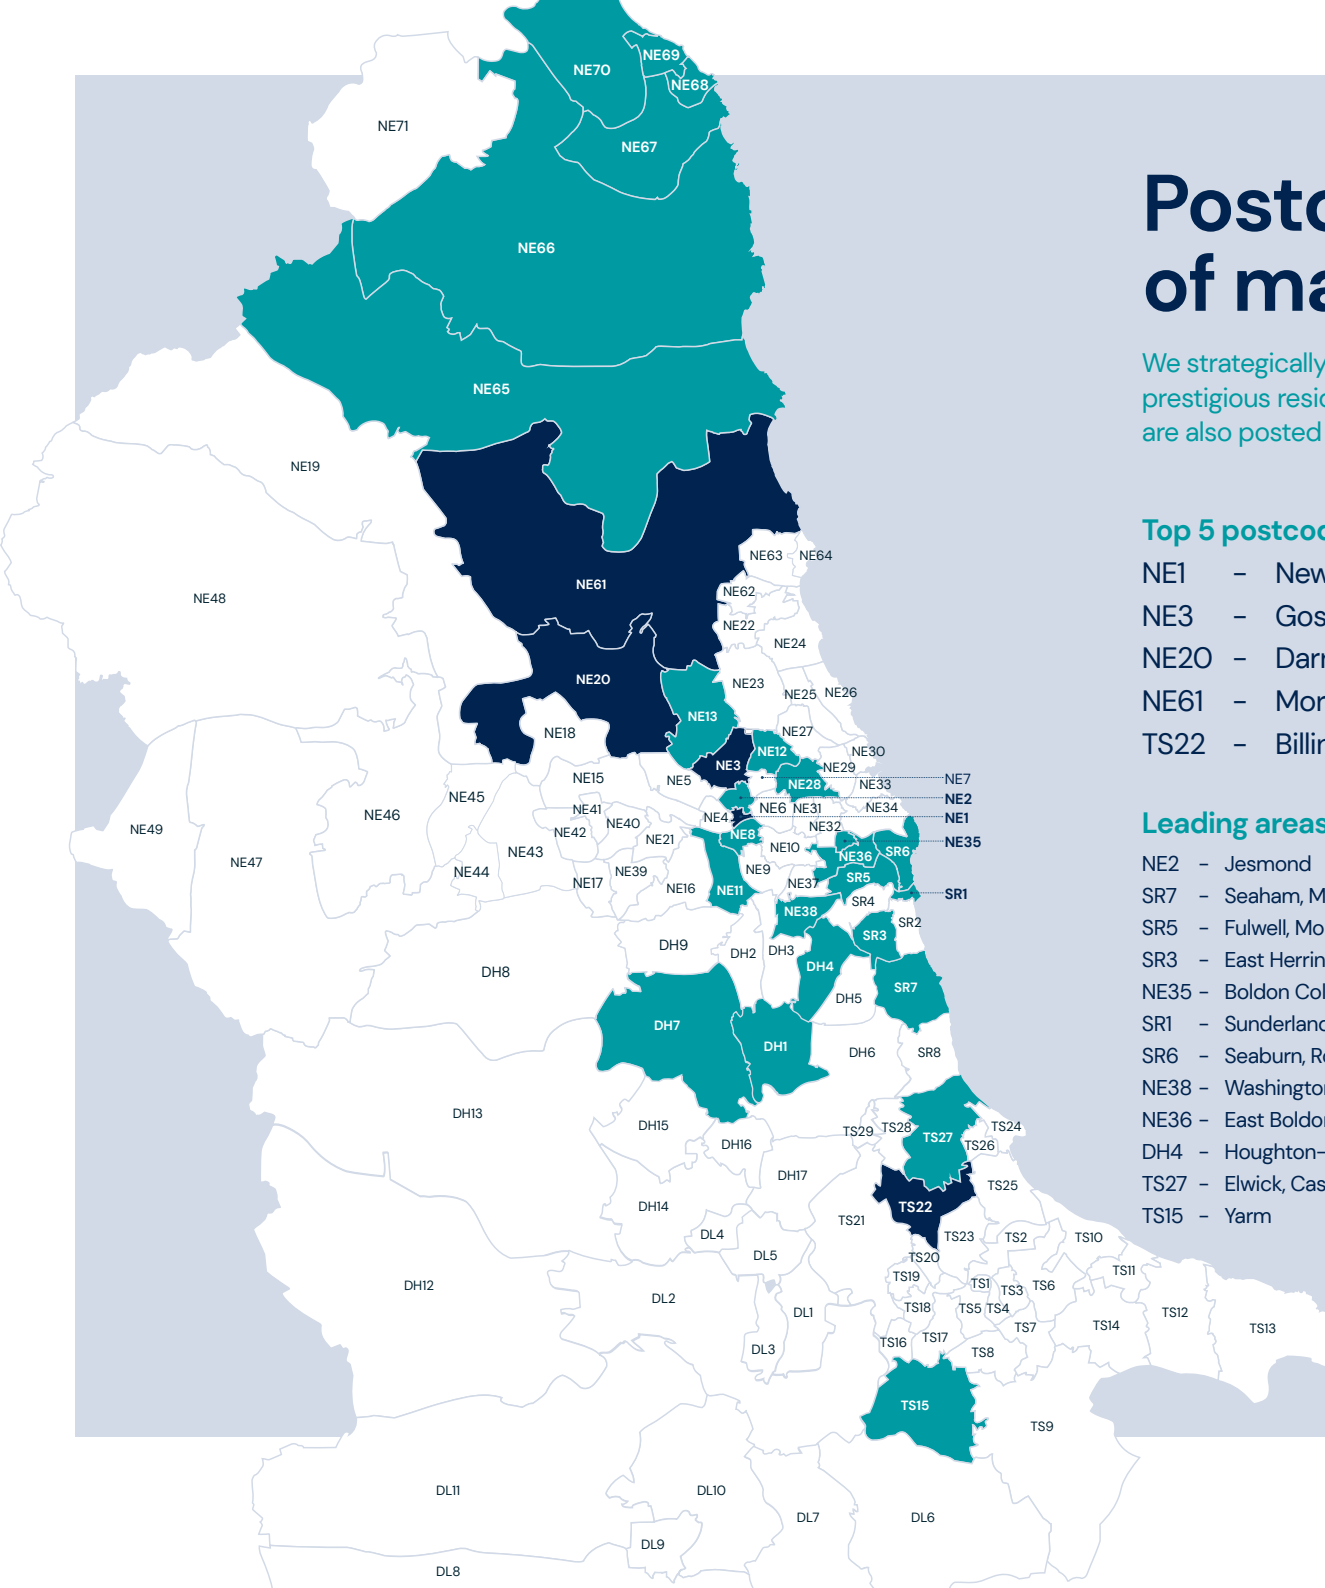 NE69
NE70
NE68
NE71
NE67
NE66
NE65
NE19
NE63
NE64
NE61
NE62
NE48
NE22
NE24
NE20
NE23
NE25
NE26
NE13
NE18
NE27
NE12
NE30
NE3
NE29
NE15
NE5
NE28
NE33
NE7
NE45
NE2
NE41
NE6
NE31
NE34
NE46
NE4
NE1
NE40
NE32
NE49
NE42
NE21
NE8
NE35
NE10
NE43
NE36
SR6
NE47
NE44
NE39
NE9
SR5
NE17
NE16
NE11
NE37
SR1
SR4
NE38
SR2
SR3
DH9
DH2
DH3
DH8
DH4
SR7
DH5
DH7
DH1
DH6
SR8
DH13
DH15
TS29
TS28
TS24
TS27
DH16
TS26
DH17
TS25
DH14
TS22
TS21
DL4
TS23
TS2
TS10
DL5
TS20
TS11
TS19
DH12
TS1
TS3
TS6
DL2
DL1
TS18
TS5
TS4
TS12
TS7
TS14
TS13
TS16
TS17
DL3
TS8
TS15
TS9
DL11
DL10
DL7
DL6
DL9
DL8
Postc
of ma
We strategically
prestigious resid
are also posted
Top 5 postcod
NE1 - New
NE3 - Gos
NE20 - Darr
NE61 - Mor
TS22 - Billin
Leading areas
NE2 - Jesmond
SR7 - Seaham, M
SR5 - Fulwell, Mo
SR3 - East Herrin
NE35 - Boldon Col
SR1 - Sunderland
SR6 - Seaburn, Ro
NE38 - Washington
NE36 - East Boldon
DH4 - Houghton-
TS27 - Elwick, Cas
TS15 - Yarm